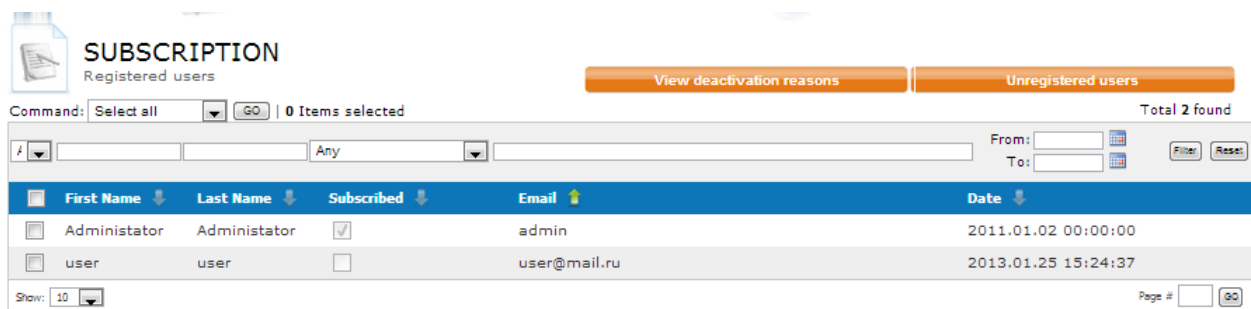 SUBSCRIPTION
Registered users
View deactivation reasons Unregistered users
Command: Select all GO | 0 Items selected Total 2 found
A Any From: Filter Reset
To:
First Name Last Name Subscribed Email Date
Administator Administator admin 2011.01.02 00:00:00
user user user@mail.ru 2013.01.25 15:24:37
Show: 10 Page # GO